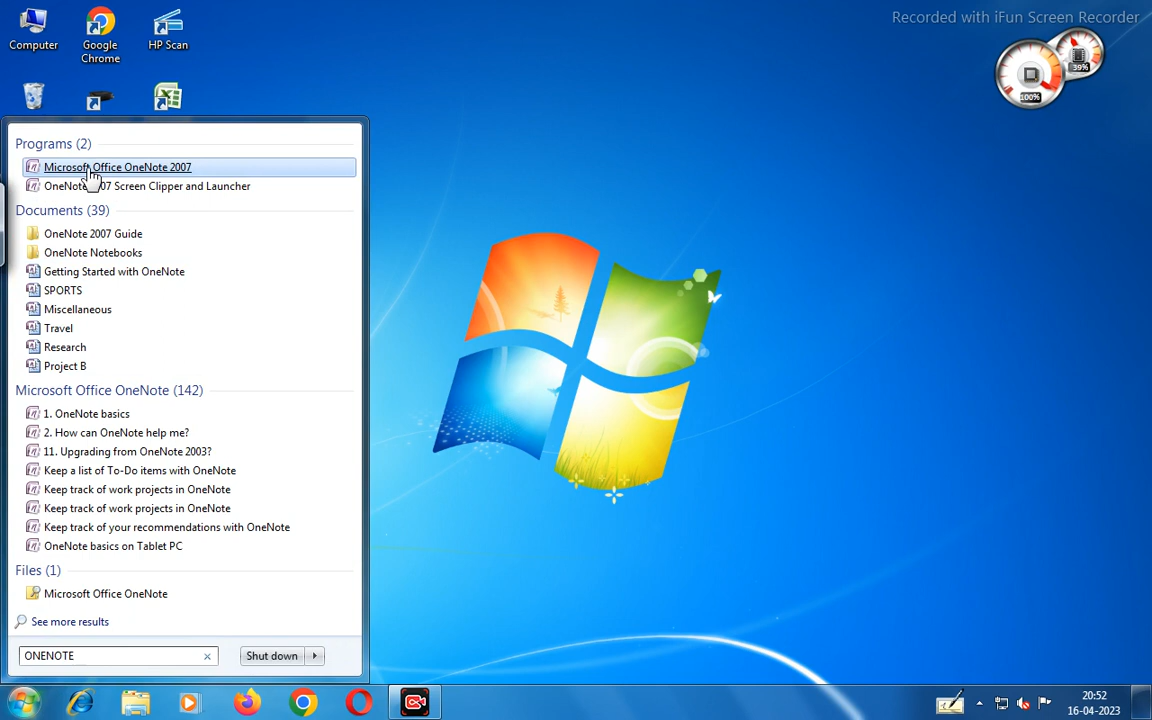 Recorded with iFun Screen Recorder
Computer
Google Chrome
HP Scan
39%
100%
Programs (2)
Microsoft Office OneNote 2007
07 Screen Clipper and Launcher
Documents (39)
OneNote 2007 Guide
OneNote Notebooks
Getting Started with OneNote
SPORTS
Miscellaneous
Travel
Research
Project B
Microsoft Office OneNote (142)
1. OneNote basics
2. How can OneNote help me?
11. Upgrading from OneNote 2003?
Keep a list of To-Do items with OneNote
Keep track of work projects in OneNote
Keep track of work projects in OneNote
Keep track of your recommendations with OneNote
OneNote basics on Tablet PC
Files (1)
Microsoft Office OneNote
See more results
ONENOTE
Shut down
20:52
16-04-2023